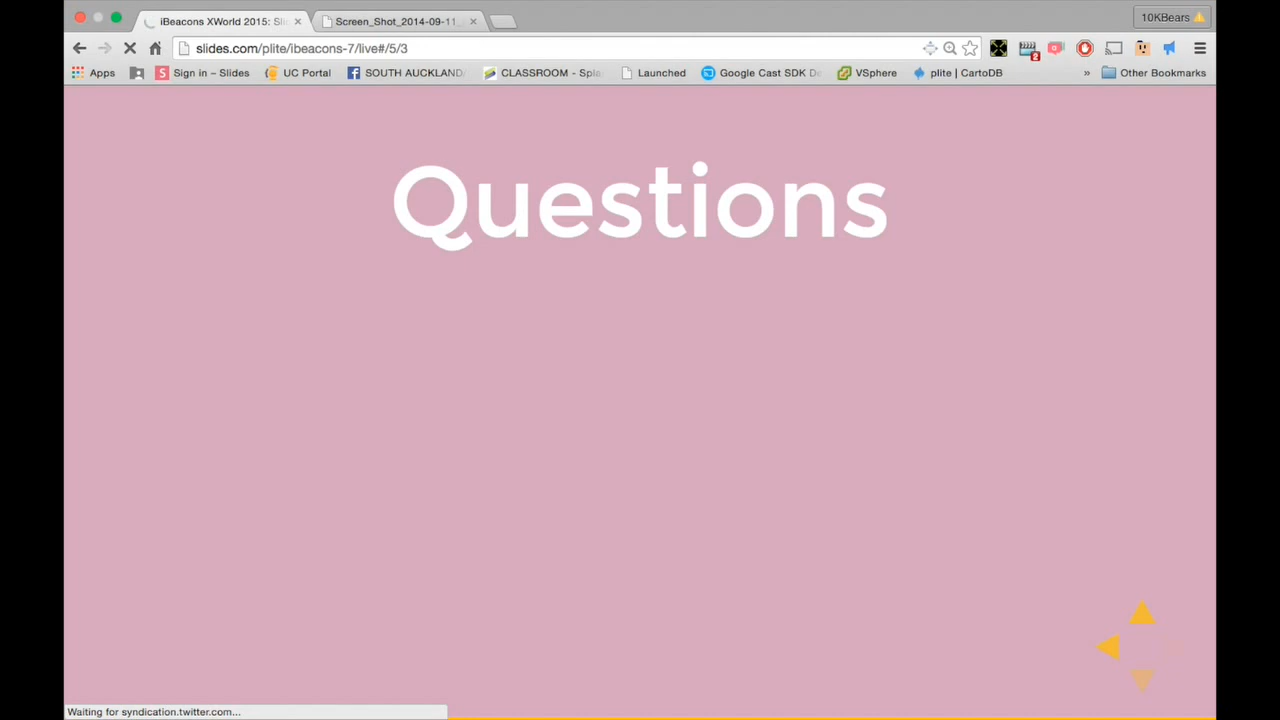 iBeacons XWorld 2015: Sli
Screen_Shot_2014-09-11
10KBears
slides.com/plite/ibeacons-7/live#/5/3
2
Apps
Sign in – Slides
UC Portal
SOUTH AUCKLAND
CLASSROOM - Spla
Launched
Google Cast SDK De
VSphere
plite | CartoDB
»
Other Bookmarks
Questions
Waiting for syndication.twitter.com...